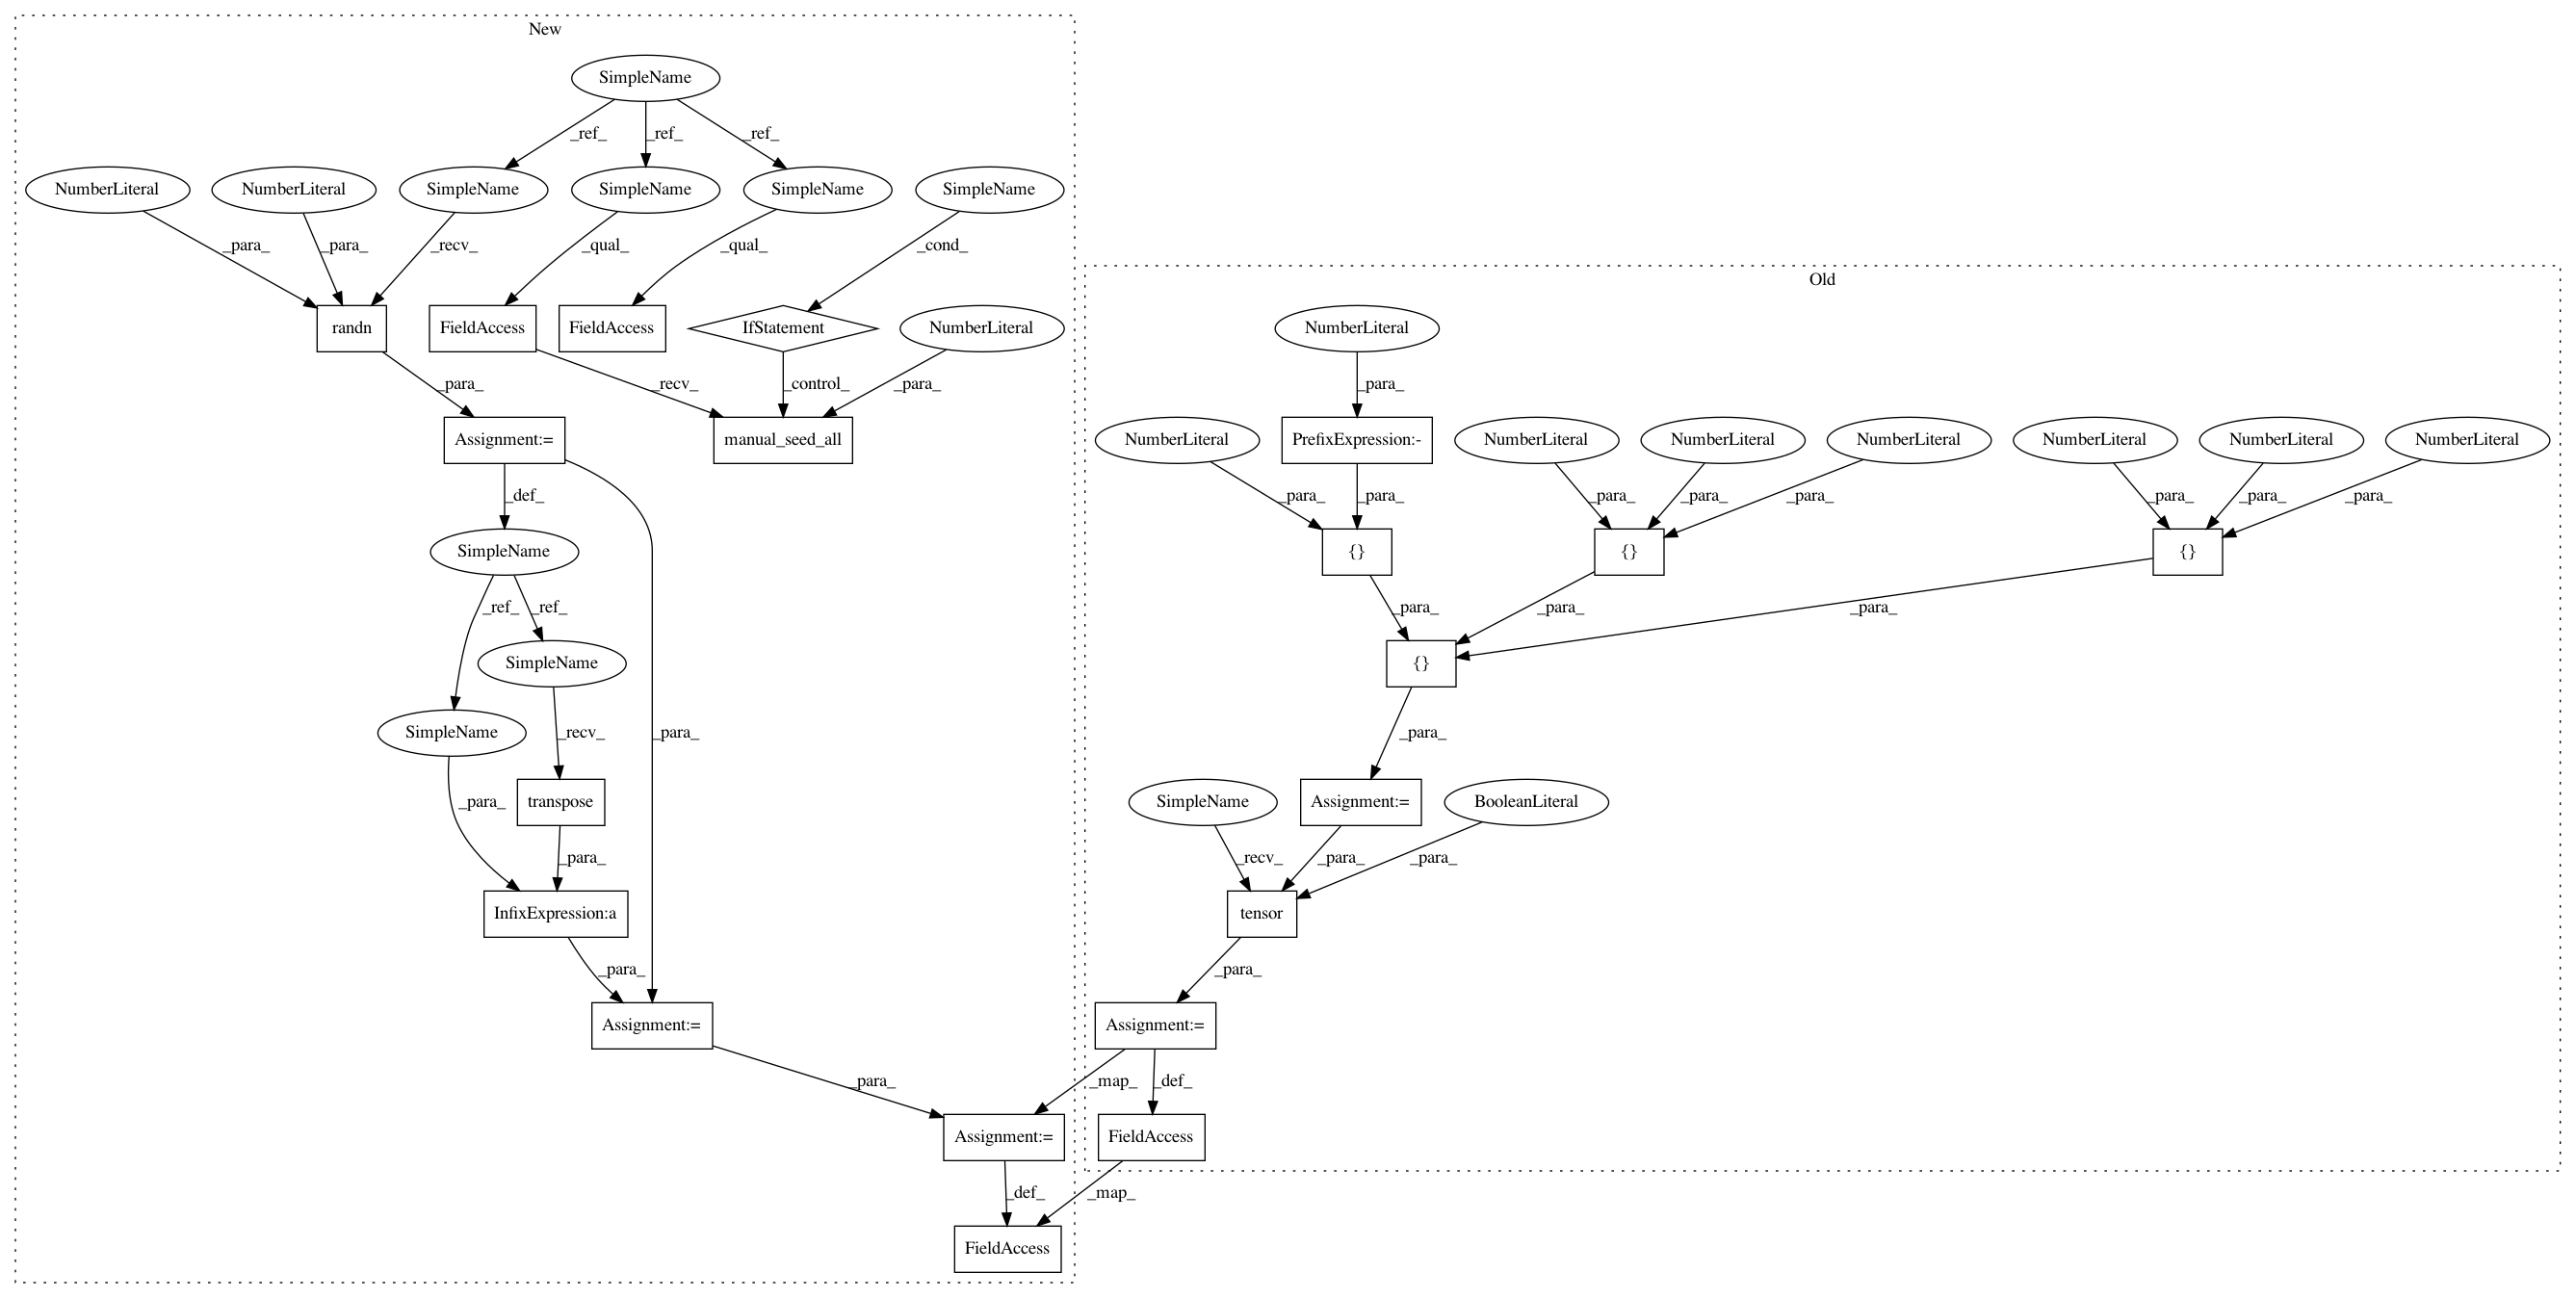 New
SimpleName
_ref_ _ref_ _ref_
NumberLiteral NumberLiteral SimpleName SimpleName SimpleName SimpleName
_para_ _para_ _recv_ _qual_ _qual_ _cond_
Old
randn FieldAccess FieldAccess IfStatement NumberLiteral NumberLiteral
_para_ _recv_ _control_ _para_ _para_
Assignment:= manual_seed_all NumberLiteral PrefixExpression:- NumberLiteral NumberLiteral NumberLiteral NumberLiteral NumberLiteral NumberLiteral
_def_ _para_ _para_ _para_ _para_ _para_ _para_ _para_ _para_
SimpleName {} {} {}
_ref_ _ref_ _para_ _para_ _para_
SimpleName {}
SimpleName _recv_ _para_ _para_
_para_ transpose SimpleName Assignment:= BooleanLiteral
_para_ _recv_ _para_ _para_
InfixExpression:a tensor
_para_ _para_
Assignment:= Assignment:=
_para_ _map_ _def_
Assignment:= FieldAccess
_def_ _map_
FieldAccess